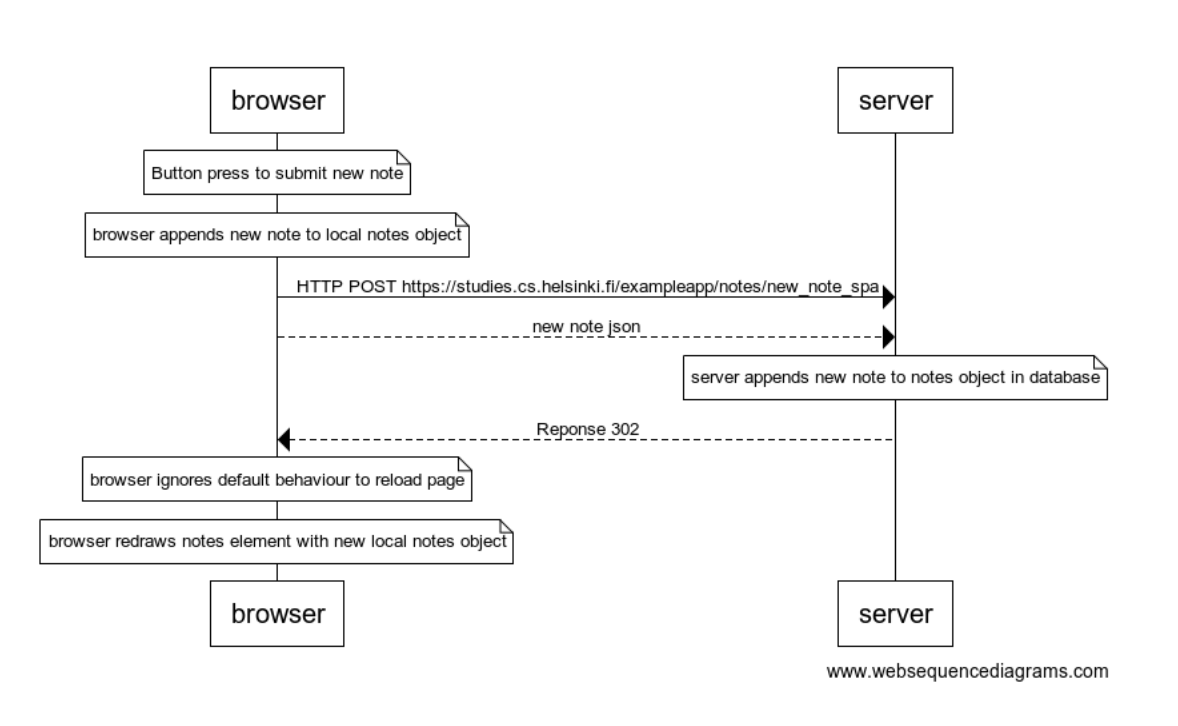 browser
server
Button press to submit new note
browser appends new note to local notes object
HTTP POST https://studies.cs.helsinki.fi/exampleapp/notes/new_note_spa
new note json
server appends new note to notes object in database
Reponse 302
browser ignores default behaviour to reload page
browser redraws notes element with new local notes object
browser
server
www.websequencediagrams.com